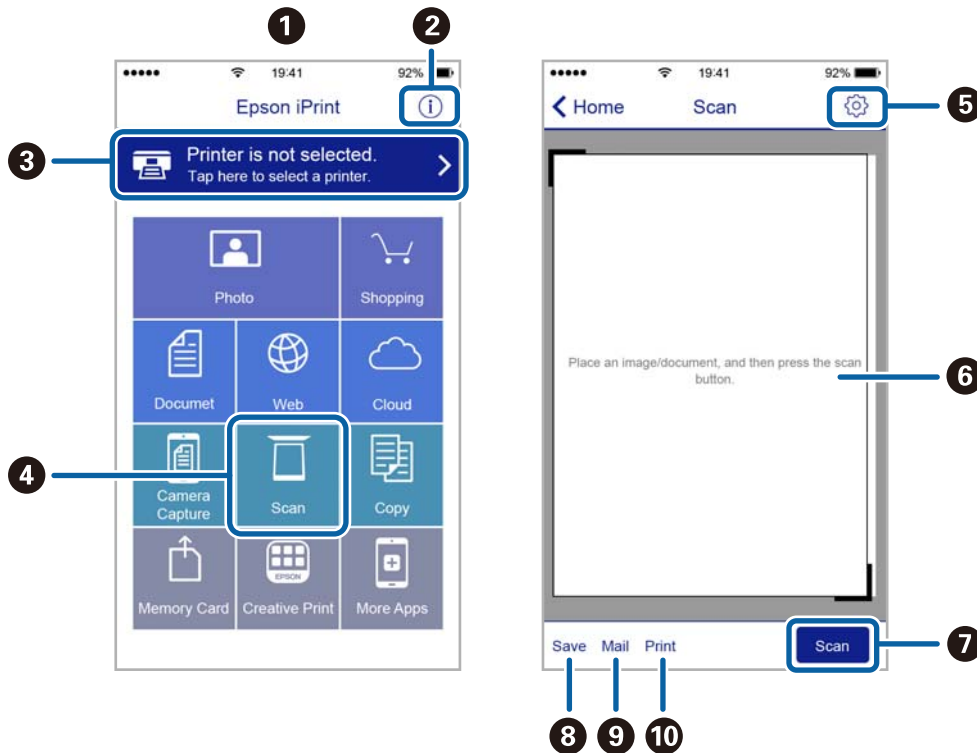 1
2
19:41
92%
Epson iPrint
i
3
Printer is not selected.
Tap here to select a printer.
Photo
Shopping
Documet
Web
Cloud
4
Camera
Capture
Scan
Copy
EPSON
Memory Card
Creative Print
More Apps
19:41
92%
Home
Scan
5
Place an image/document, and then press the scan
button.
6
Save
Mail
Print
Scan
7
8
9
10